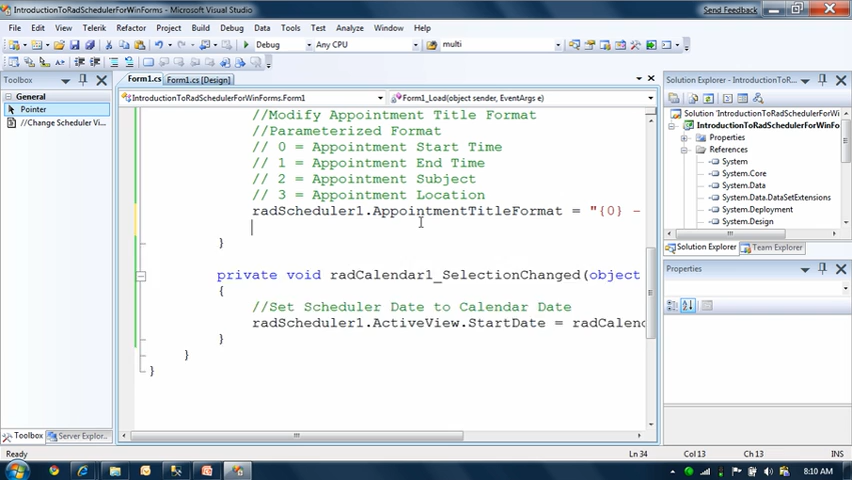 IntroductionToRadSchedulerForWinForms - Microsoft Visual Studio
Send Feedback
File Edit View Telerik Refactor Project Build Debug Data Tools Test Analyze Window Help
Debug Any CPU multi
Toolbox
General
Pointer
//Change Scheduler Vi...
Form1.cs Form1.cs [Design]
IntroductionToRadSchedulerForWinForms.Form1 Form1_Load(object sender, EventArgs e)
//Modify Appointment Title Format
//Parameterized Format
// 0 = Appointment Start Time
// 1 = Appointment End Time
// 2 = Appointment Subject
// 3 = Appointment Location
radScheduler1.AppointmentTitleFormat = "{0} -
}
private void radCalendar1_SelectionChanged(object
{
//Set Scheduler Date to Calendar Date
radScheduler1.ActiveView.StartDate = radCalen
}
}
}
Solution Explorer - IntroductionToRa...
Solution 'IntroductionToRadSchedulerFor
IntroductionToRadSchedulerForWinFo
Properties
References
System
System.Core
System.Data
System.Data.DataSetExtensions
System.Deployment
System.Design
Solution Explorer Team Explorer
Properties
Toolbox Server Explor...
Ready Ln 34 Col 13 Ch 13 INS
8:10 AM